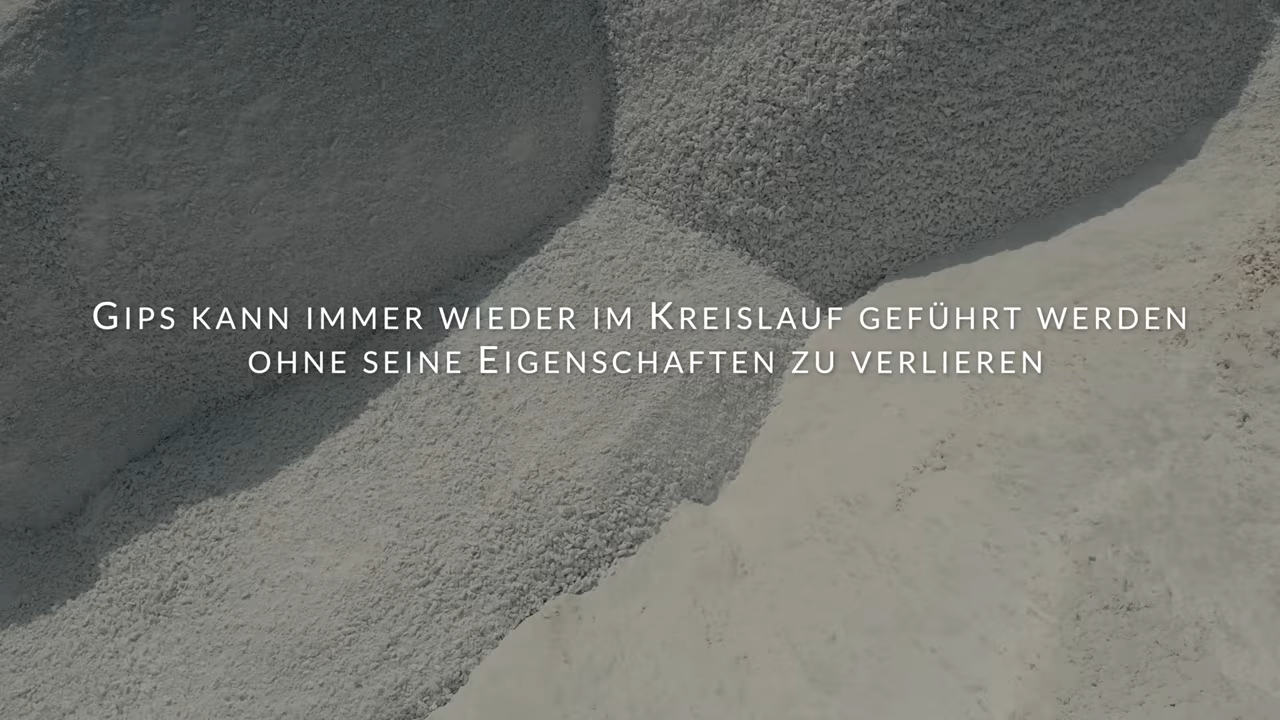 Gips kann immer wieder im Kreislauf geführt werden
ohne seine Eigenschaften zu verlieren